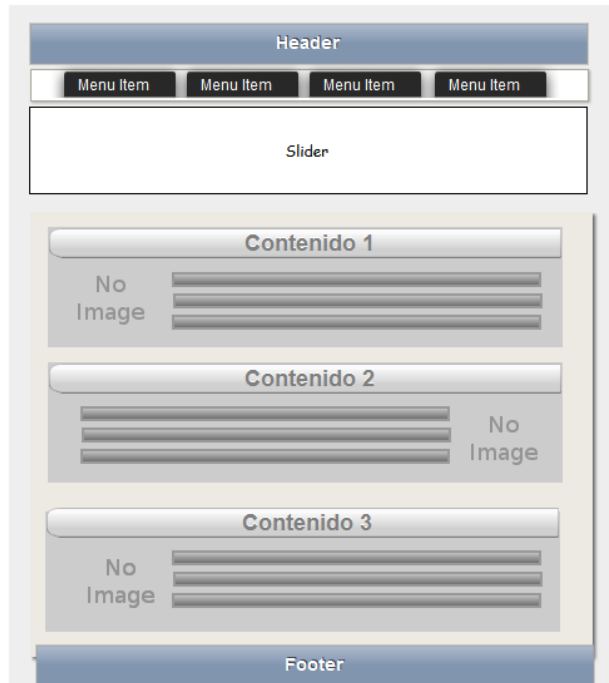 Header
Menu Item Menu Item Menu Item Menu Item
Slider
Contenido 1
No
Image
Contenido 2
No
Image
Contenido 3
No
Image
Footer